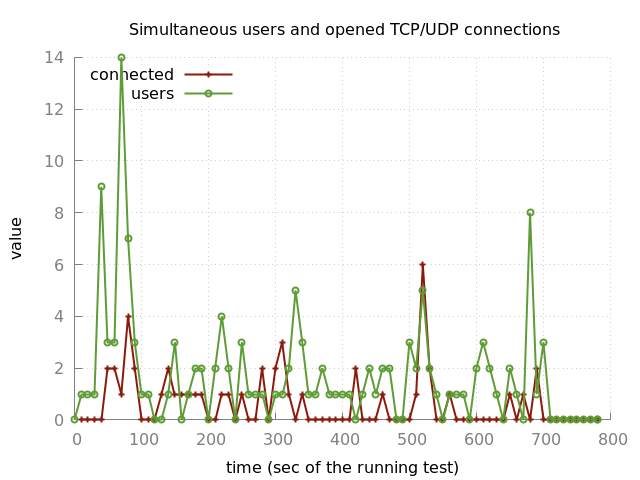 Simultaneous users and opened TCP/UDP connections
14
12
10
8
6
4
2
0
connected
users
value
0 100 200 300 400 500 600 700 800
time (sec of the running test)